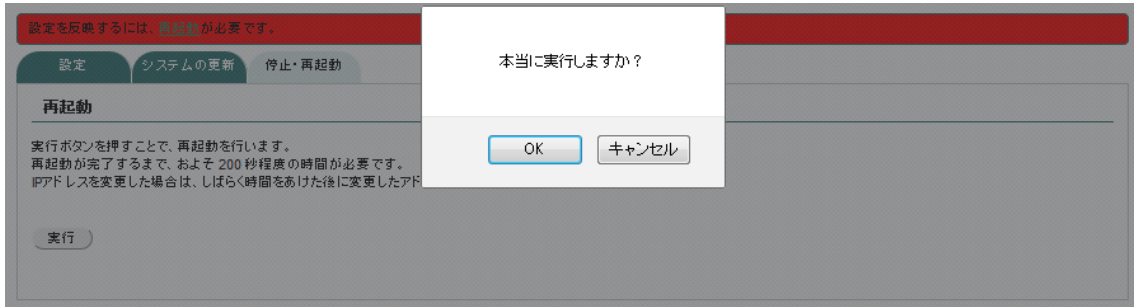 設定を反映するには、再起動が必要です。
設定
システムの更新
停止・再起動
本当に実行しますか？
OK
キャンセル
再起動
実行ボタンを押すことで、再起動を行います。
再起動が完了するまで、およそ 200 秒程度の時間が必要です。
IPアドレスを変更した場合は、しばらく時間をあけた後に変更したアド
実行